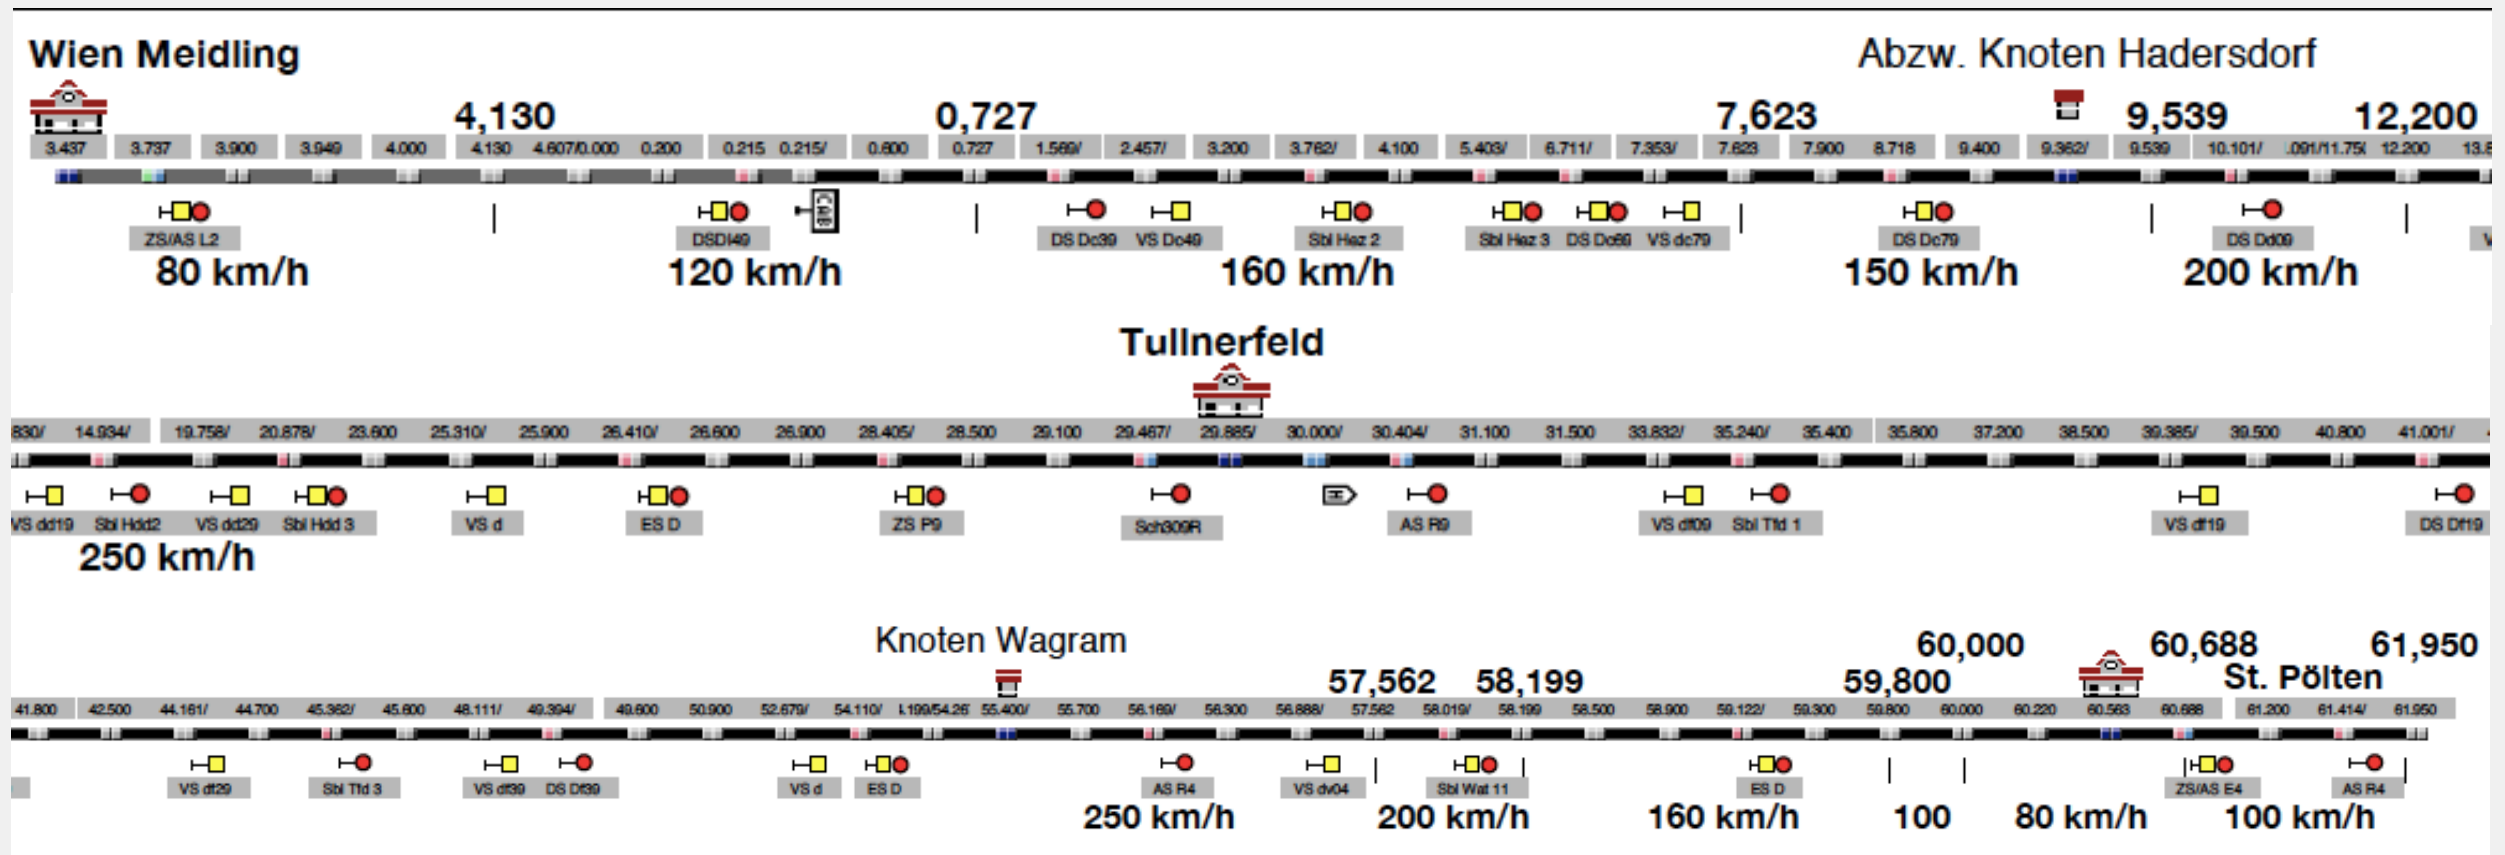 Wien Meidling
Abzw. Knoten Hadersdorf
4,130 0,727 7,623 9,539 12,200
3.437 3.737 3.900 3.949 4.000 4.130 4.607/0.000 0.200 0.215 0.215/ 0.600 0.727 1.569/ 2.457/ 3.200 3.762/ 4.100 5.403/ 6.711/ 7.353/ 7.623 7.900 8.718 9.400 9.362/ 9.539 10.101/ .091/11.75( 12.200 13.8
ZS/AS L2 DSDI49 DS Dc39 VS Dc49 Sbl Haz 2 Sbl Haz 3 DS Dc69 VS dc79 DS Dc79 DS Dd09 V
80 km/h 120 km/h 160 km/h 150 km/h 200 km/h
Tullnerfeld
830/ 14.934/ 19.758/ 20.878/ 23.600 25.310/ 25.900 26.410/ 26.600 26.900 28.405/ 28.500 29.100 29.467/ 29.885/ 30.000/ 30.404/ 31.100 31.500 33.832/ 35.240/ 35.400 35.800 37.200 38.500 39.385/ 39.500 40.800 41.001/
VS dd19 Sbl Hdd2 VS dd29 Sbl Hdd 3 VS d ES D ZS P9 Sch309R AS R9 VS df09 Sbl Tfd 1 VS df19 DS Df19
250 km/h
Knoten Wagram
60,000 60,688 61,950
57,562 58,199 59,800 St. Pölten
41.800 42.500 44.161/ 44.700 45.362/ 45.600 48.111/ 49.394/ 49.600 50.900 52.679/ 54.110/ 55.400/ 55.700 56.169/ 56.300 56.888/ 57.562 58.019/ 58.199 58.500 58.900 59.122/ 59.300 59.800 60.000 60.220 60.563 60.688 61.200 61.414/ 61.950
VS df29 Sbl Tfd 3 VS df39 DS Df39 VS d ES D AS R4 VS dv04 Sbl Wat 11 ES D ZS/AS E4 AS R4
250 km/h 200 km/h 160 km/h 100 80 km/h 100 km/h